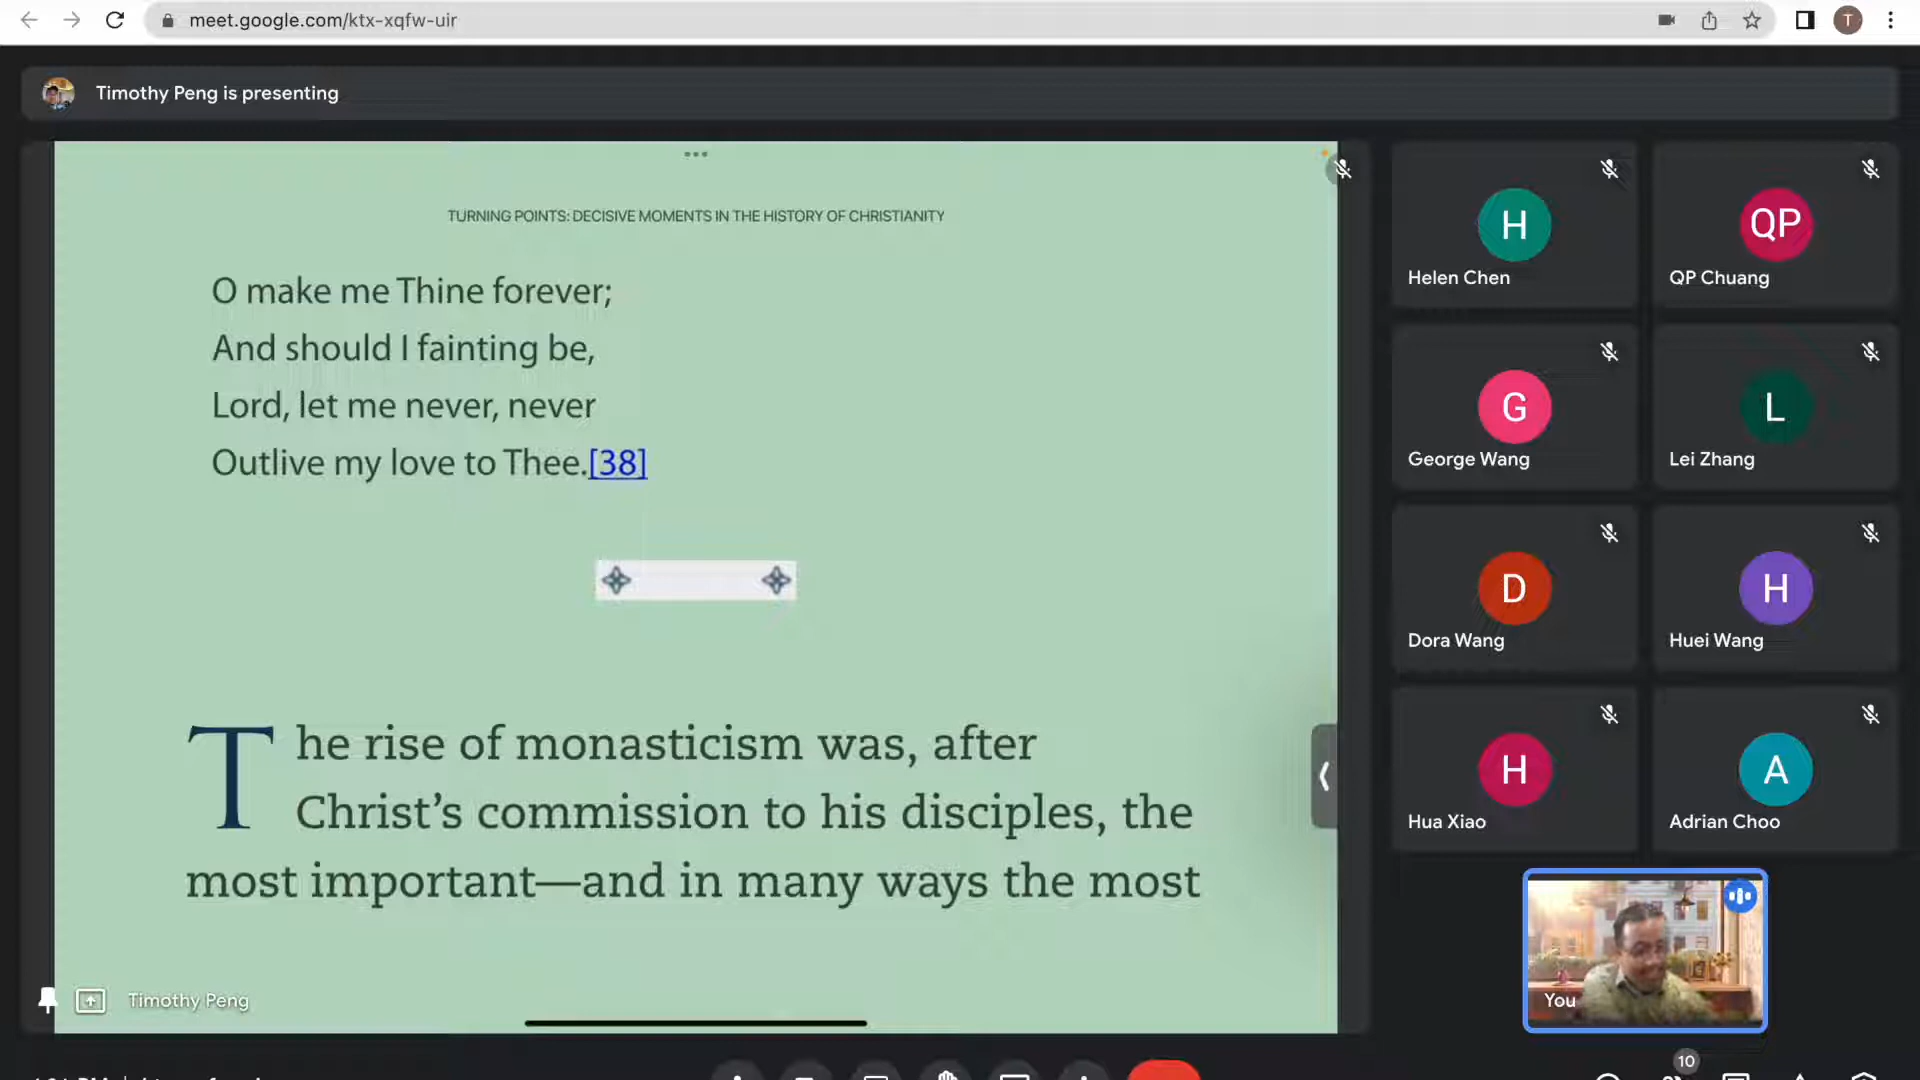 meet.google.com/ktx-xqfw-uir
T
Timothy Peng is presenting
TURNING POINTS: DECISIVE MOMENTS IN THE HISTORY OF CHRISTIANITY
O make me Thine forever;
And should I fainting be,
Lord, let me never, never
Outlive my love to Thee.[38]
The rise of monasticism was, after
Christ’s commission to his disciples, the
most important—and in many ways the most
Timothy Peng
H
Helen Chen
QP
QP Chuang
G
George Wang
L
Lei Zhang
D
Dora Wang
H
Huei Wang
H
Hua Xiao
A
Adrian Choo
You
10